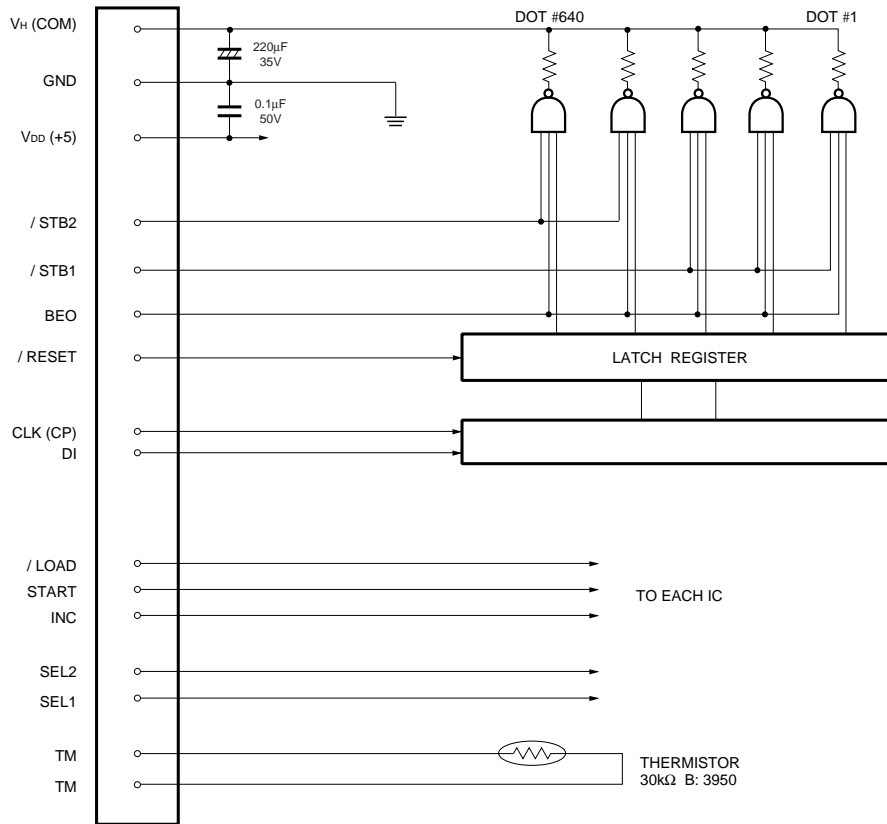 VH (COM)
GND
VDD (+5)
/ STB2
/ STB1
BEO
/ RESET
CLK (CP)
DI
/ LOAD
START
INC
SEL2
SEL1
TM
TM
220μF
35V
0.1μF
50V
DOT #640
DOT #1
LATCH REGISTER
TO EACH IC
THERMISTOR
30kΩ B: 3950